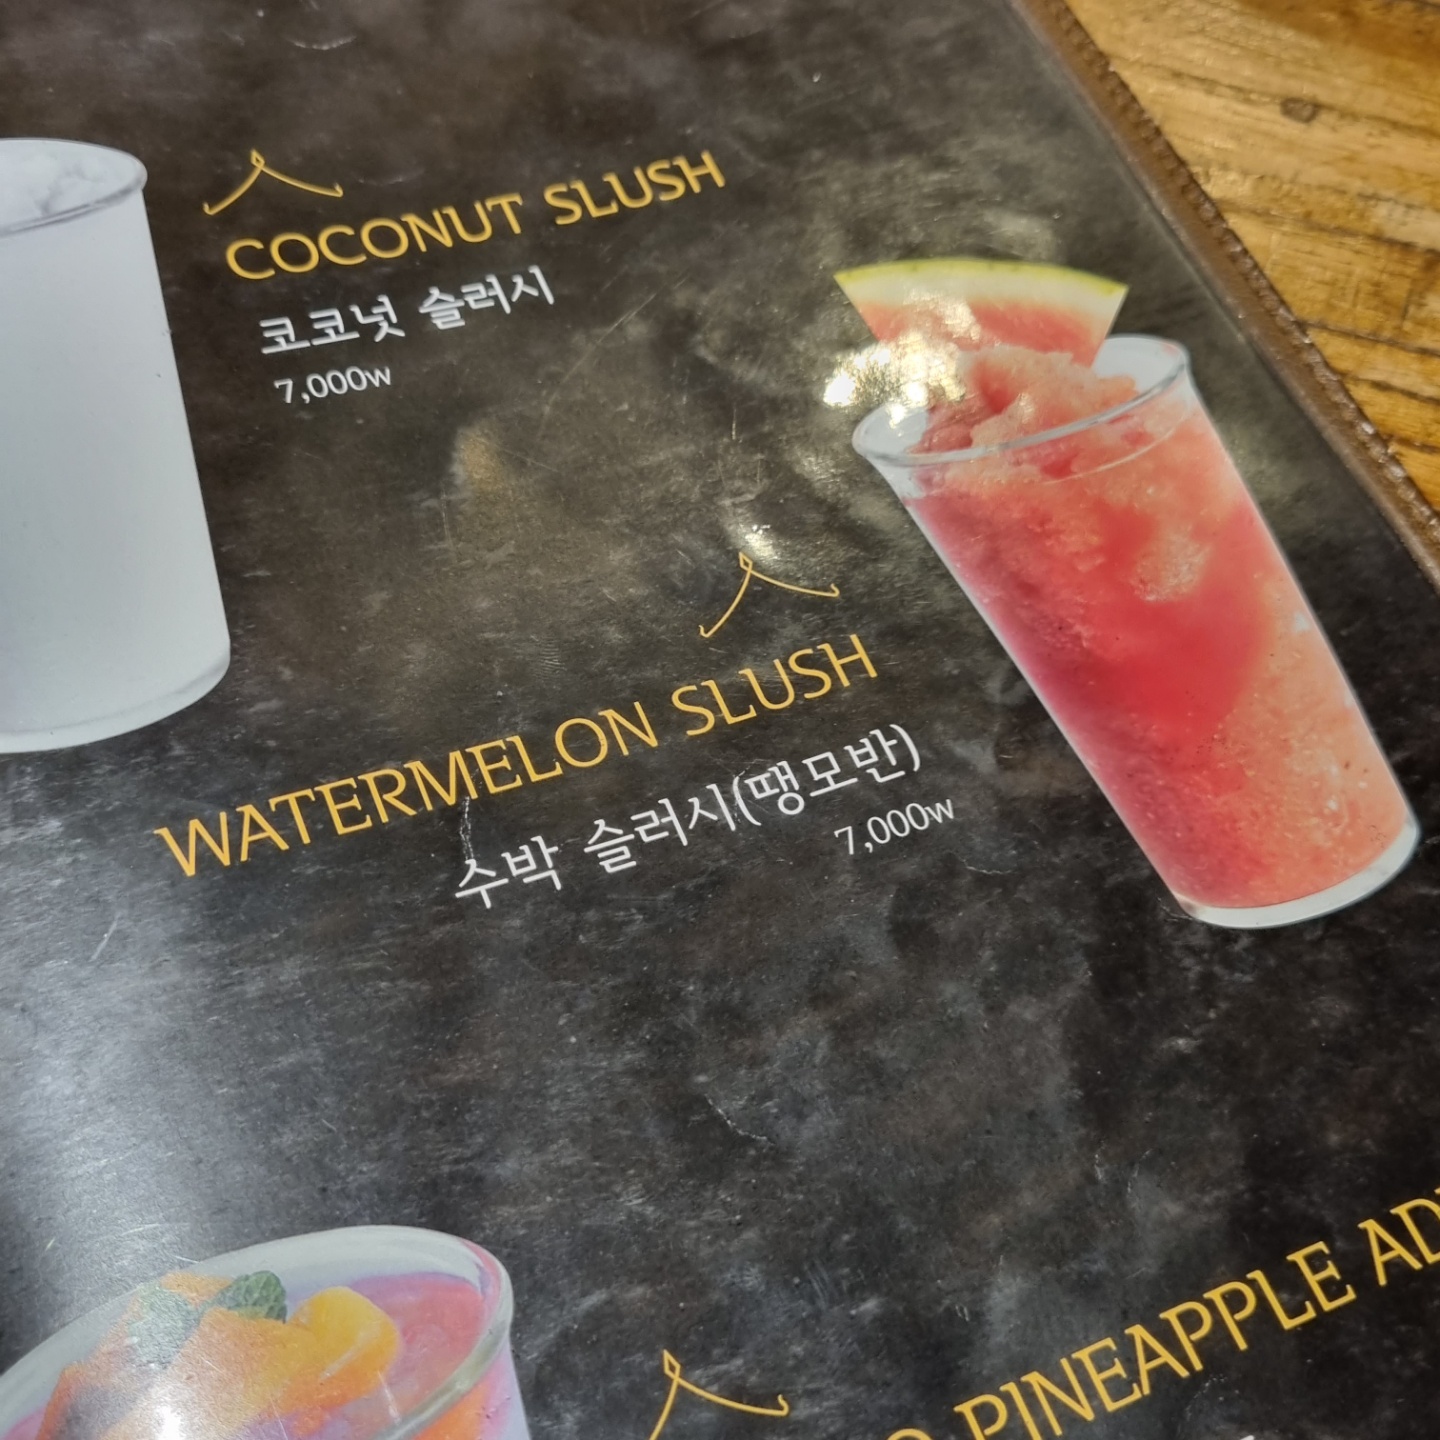 COCONUT SLUSH
코코넛 슬러시
7,000w
WATERMELON SLUSH
수박 슬러시(땡모반)
7,000w
PINEAPPLE